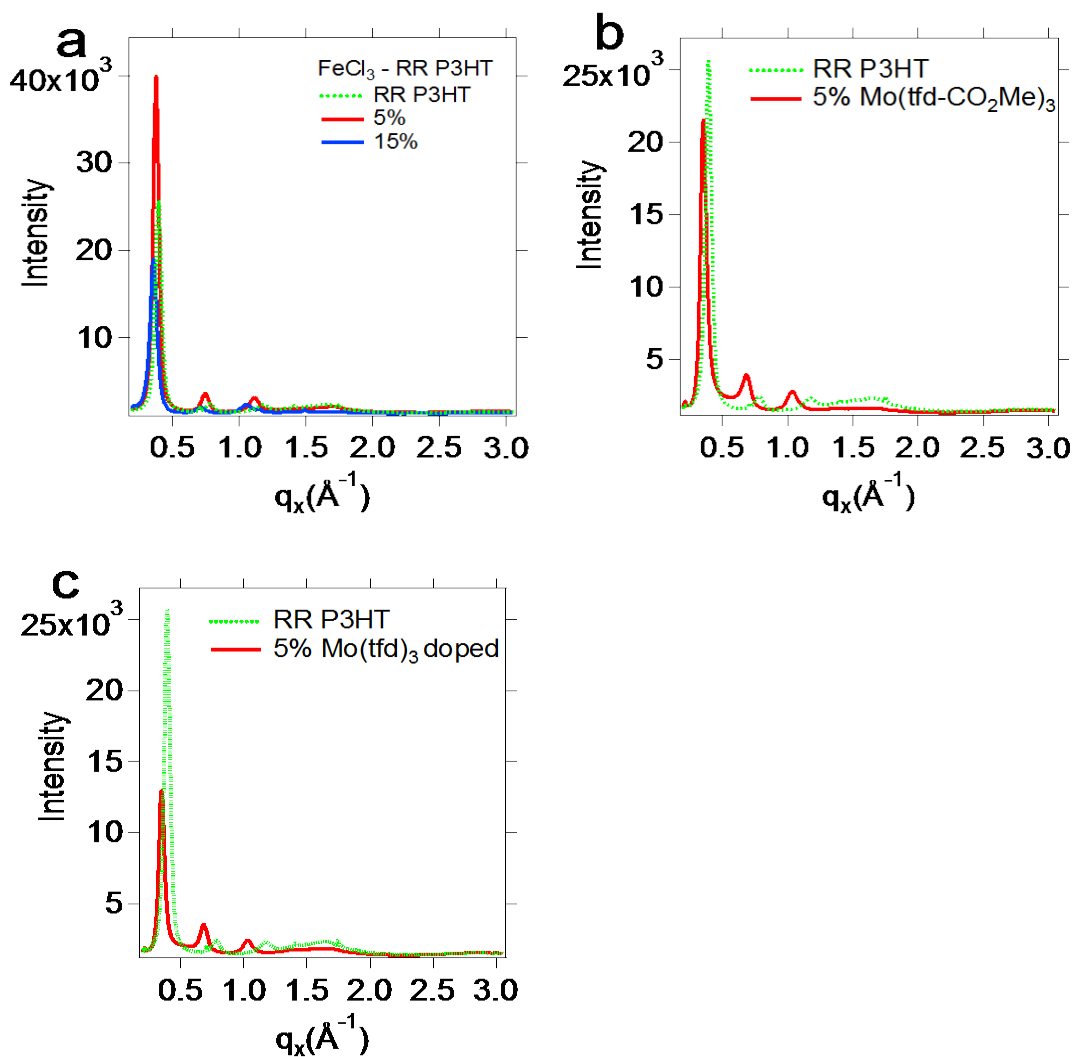 a
FeCl₃ - RR P3HT
RR P3HT
5%
15%
40x10³
30
20
10
Intensity
0.5 1.0 1.5 2.0 2.5 3.0
qₓ(Å⁻¹)
b
RR P3HT
5% Mo(tfd-CO₂Me)₃
25x10³
20
15
10
5
Intensity
0.5 1.0 1.5 2.0 2.5 3.0
qₓ(Å⁻¹)
c
RR P3HT
5% Mo(tfd)₃ doped
25x10³
20
15
10
5
Intensity
0.5 1.0 1.5 2.0 2.5 3.0
qₓ(Å⁻¹)